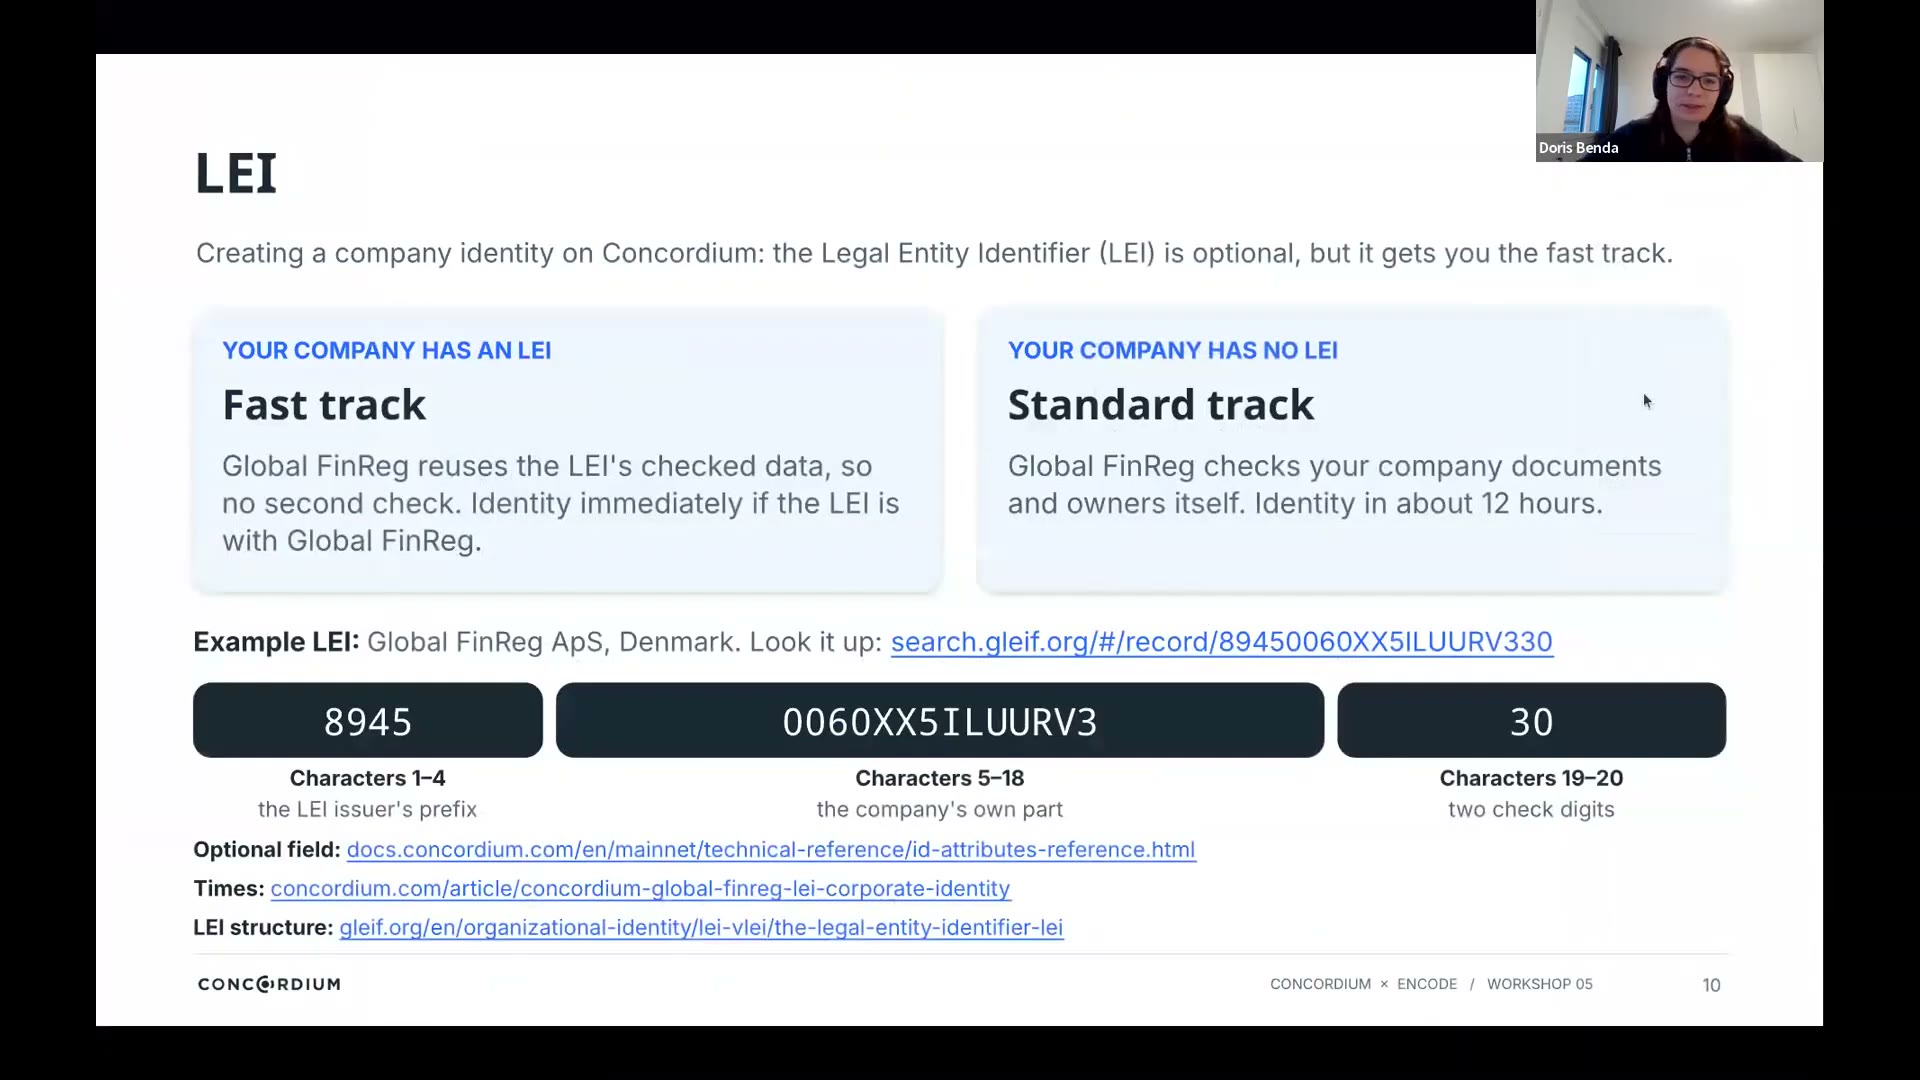 Doris Benda
LEI
Creating a company identity on Concordium: the Legal Entity Identifier (LEI) is optional, but it gets you the fast track.
YOUR COMPANY HAS AN LEI
Fast track
Global FinReg reuses the LEI's checked data, so
no second check. Identity immediately if the LEI is
with Global FinReg.
YOUR COMPANY HAS NO LEI
Standard track
Global FinReg checks your company documents
and owners itself. Identity in about 12 hours.
Example LEI: Global FinReg ApS, Denmark. Look it up: search.gleif.org/#/record/89450060XX5ILUURV330
8945
0060XX5ILUURV3
30
Characters 1–4
the LEI issuer's prefix
Characters 5–18
the company's own part
Characters 19–20
two check digits
Optional field: docs.concordium.com/en/mainnet/technical-reference/id-attributes-reference.html
Times: concordium.com/article/concordium-global-finreg-lei-corporate-identity
LEI structure: gleif.org/en/organizational-identity/lei-vlei/the-legal-entity-identifier-lei
CONCORDIUM
CONCORDIUM × ENCODE / WORKSHOP 05
10